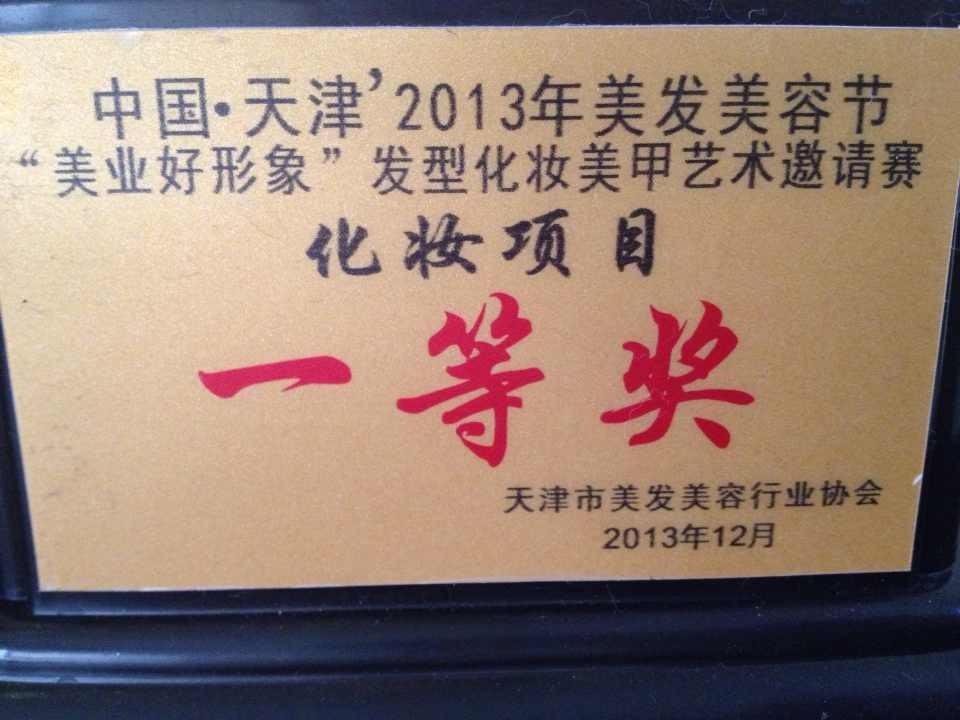 中国·天津’2013年美发美容节
“美业好形象”发型化妆美甲艺术邀请赛
化妆项目
一等奖
天津市美发美容行业协会
2013年12月